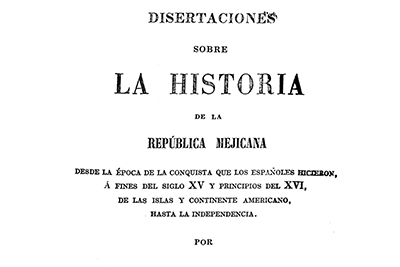 DISERTACIONES
SOBRE
LA HISTORIA
DE LA
REPÚBLICA MEJICANA
DESDE LA ÉPOCA DE LA CONQUISTA QUE LOS ESPAÑOLES HICIERON,
Á FINES DEL SIGLO XV Y PRINCIPIOS DEL XVI,
DE LAS ISLAS Y CONTINENTE AMERICANO,
HASTA LA INDEPENDENCIA.
POR